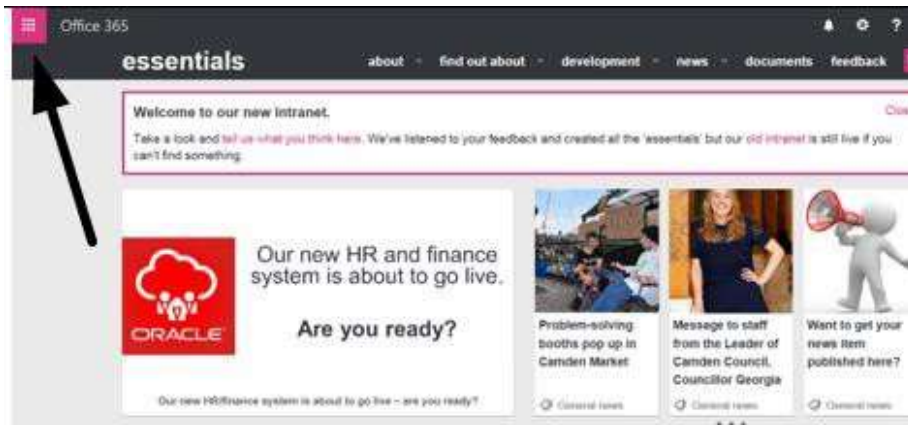 Office 365
?
essentials
about
find out about
development
news
documents
feedback
Welcome to our new intranet.
Take a look and tell us what you think here. We've listened to your feedback and created all the 'essentials' but our old intranet is still live if you
can't find something.
Our new HR and finance
system is about to go live.
Are you ready?
ORACLE
Our new HR/finance system is about to go live – are you ready?
Problem-solving
booths pop up in
Camden Market
General news
Message to staff
from the Leader of
Camden Council,
Councillor Georgia
General news
Want to get your
news item
published here?
General news